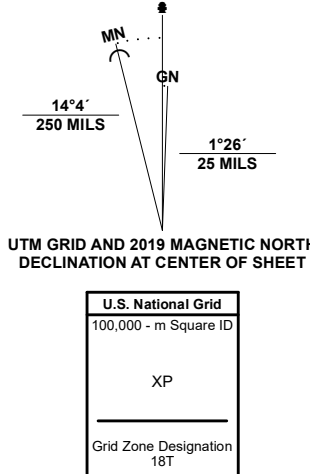 MN
GN
14°4´
250 MILS
1°26´
25 MILS
UTM GRID AND 2019 MAGNETIC NORTH
DECLINATION AT CENTER OF SHEET
U.S. National Grid
100,000 - m Square ID
XP
Grid Zone Designation
18T